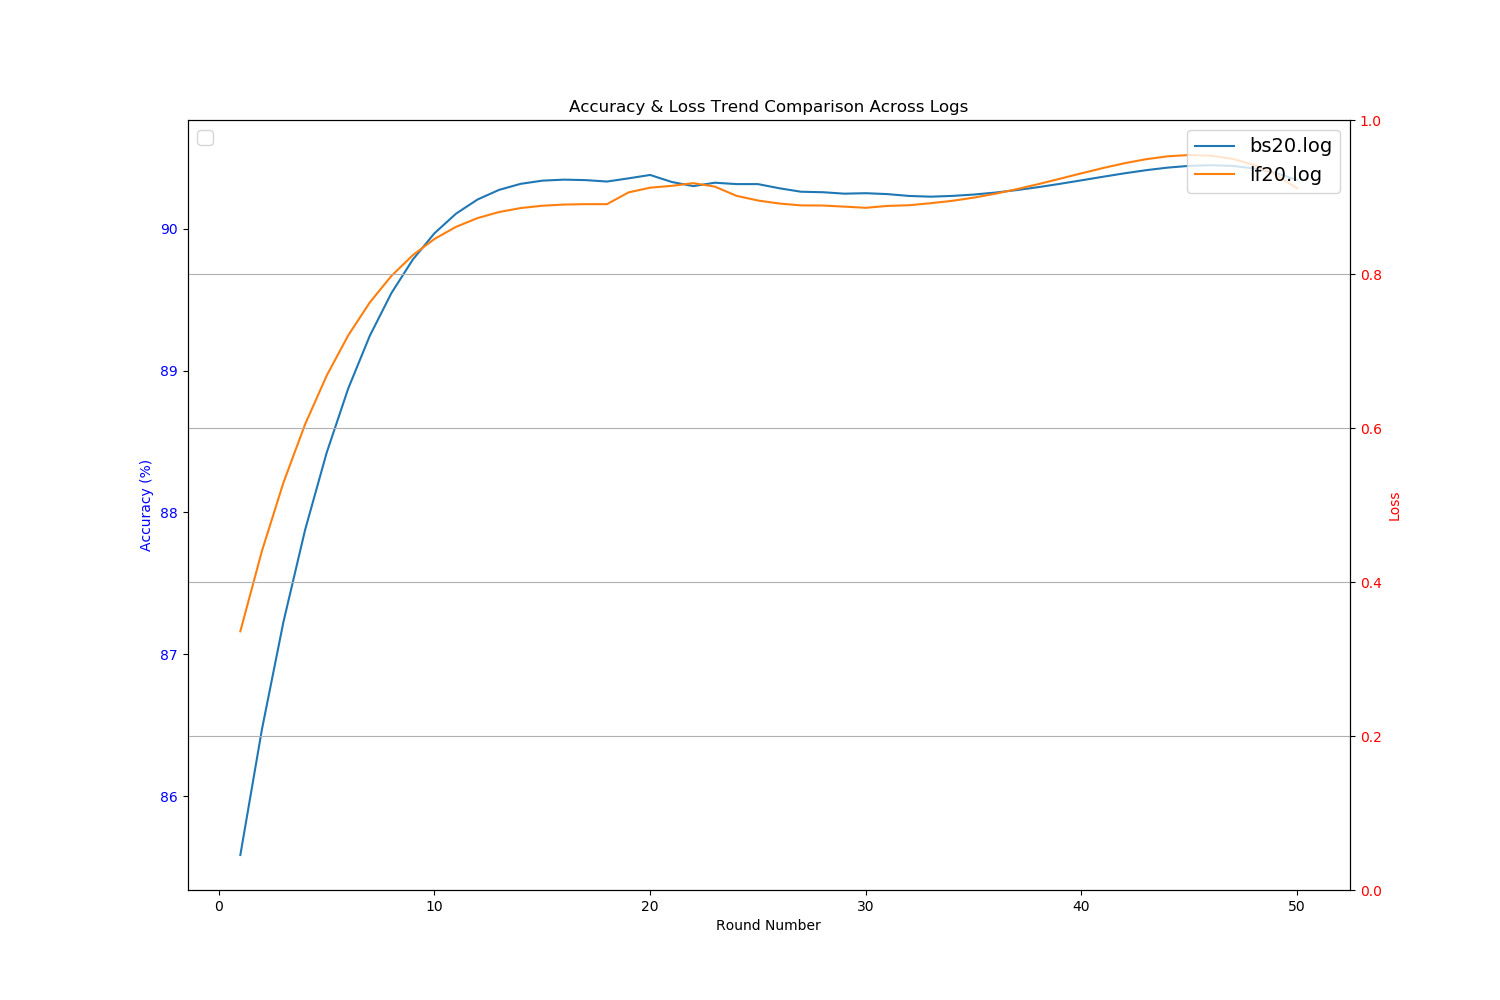 Accuracy & Loss Trend Comparison Across Logs
bs20.log
lf20.log
Accuracy (%)
90
89
88
87
86
1.0
0.8
0.6
0.4
0.2
0.0
Loss
0 10 20 30 40 50
Round Number